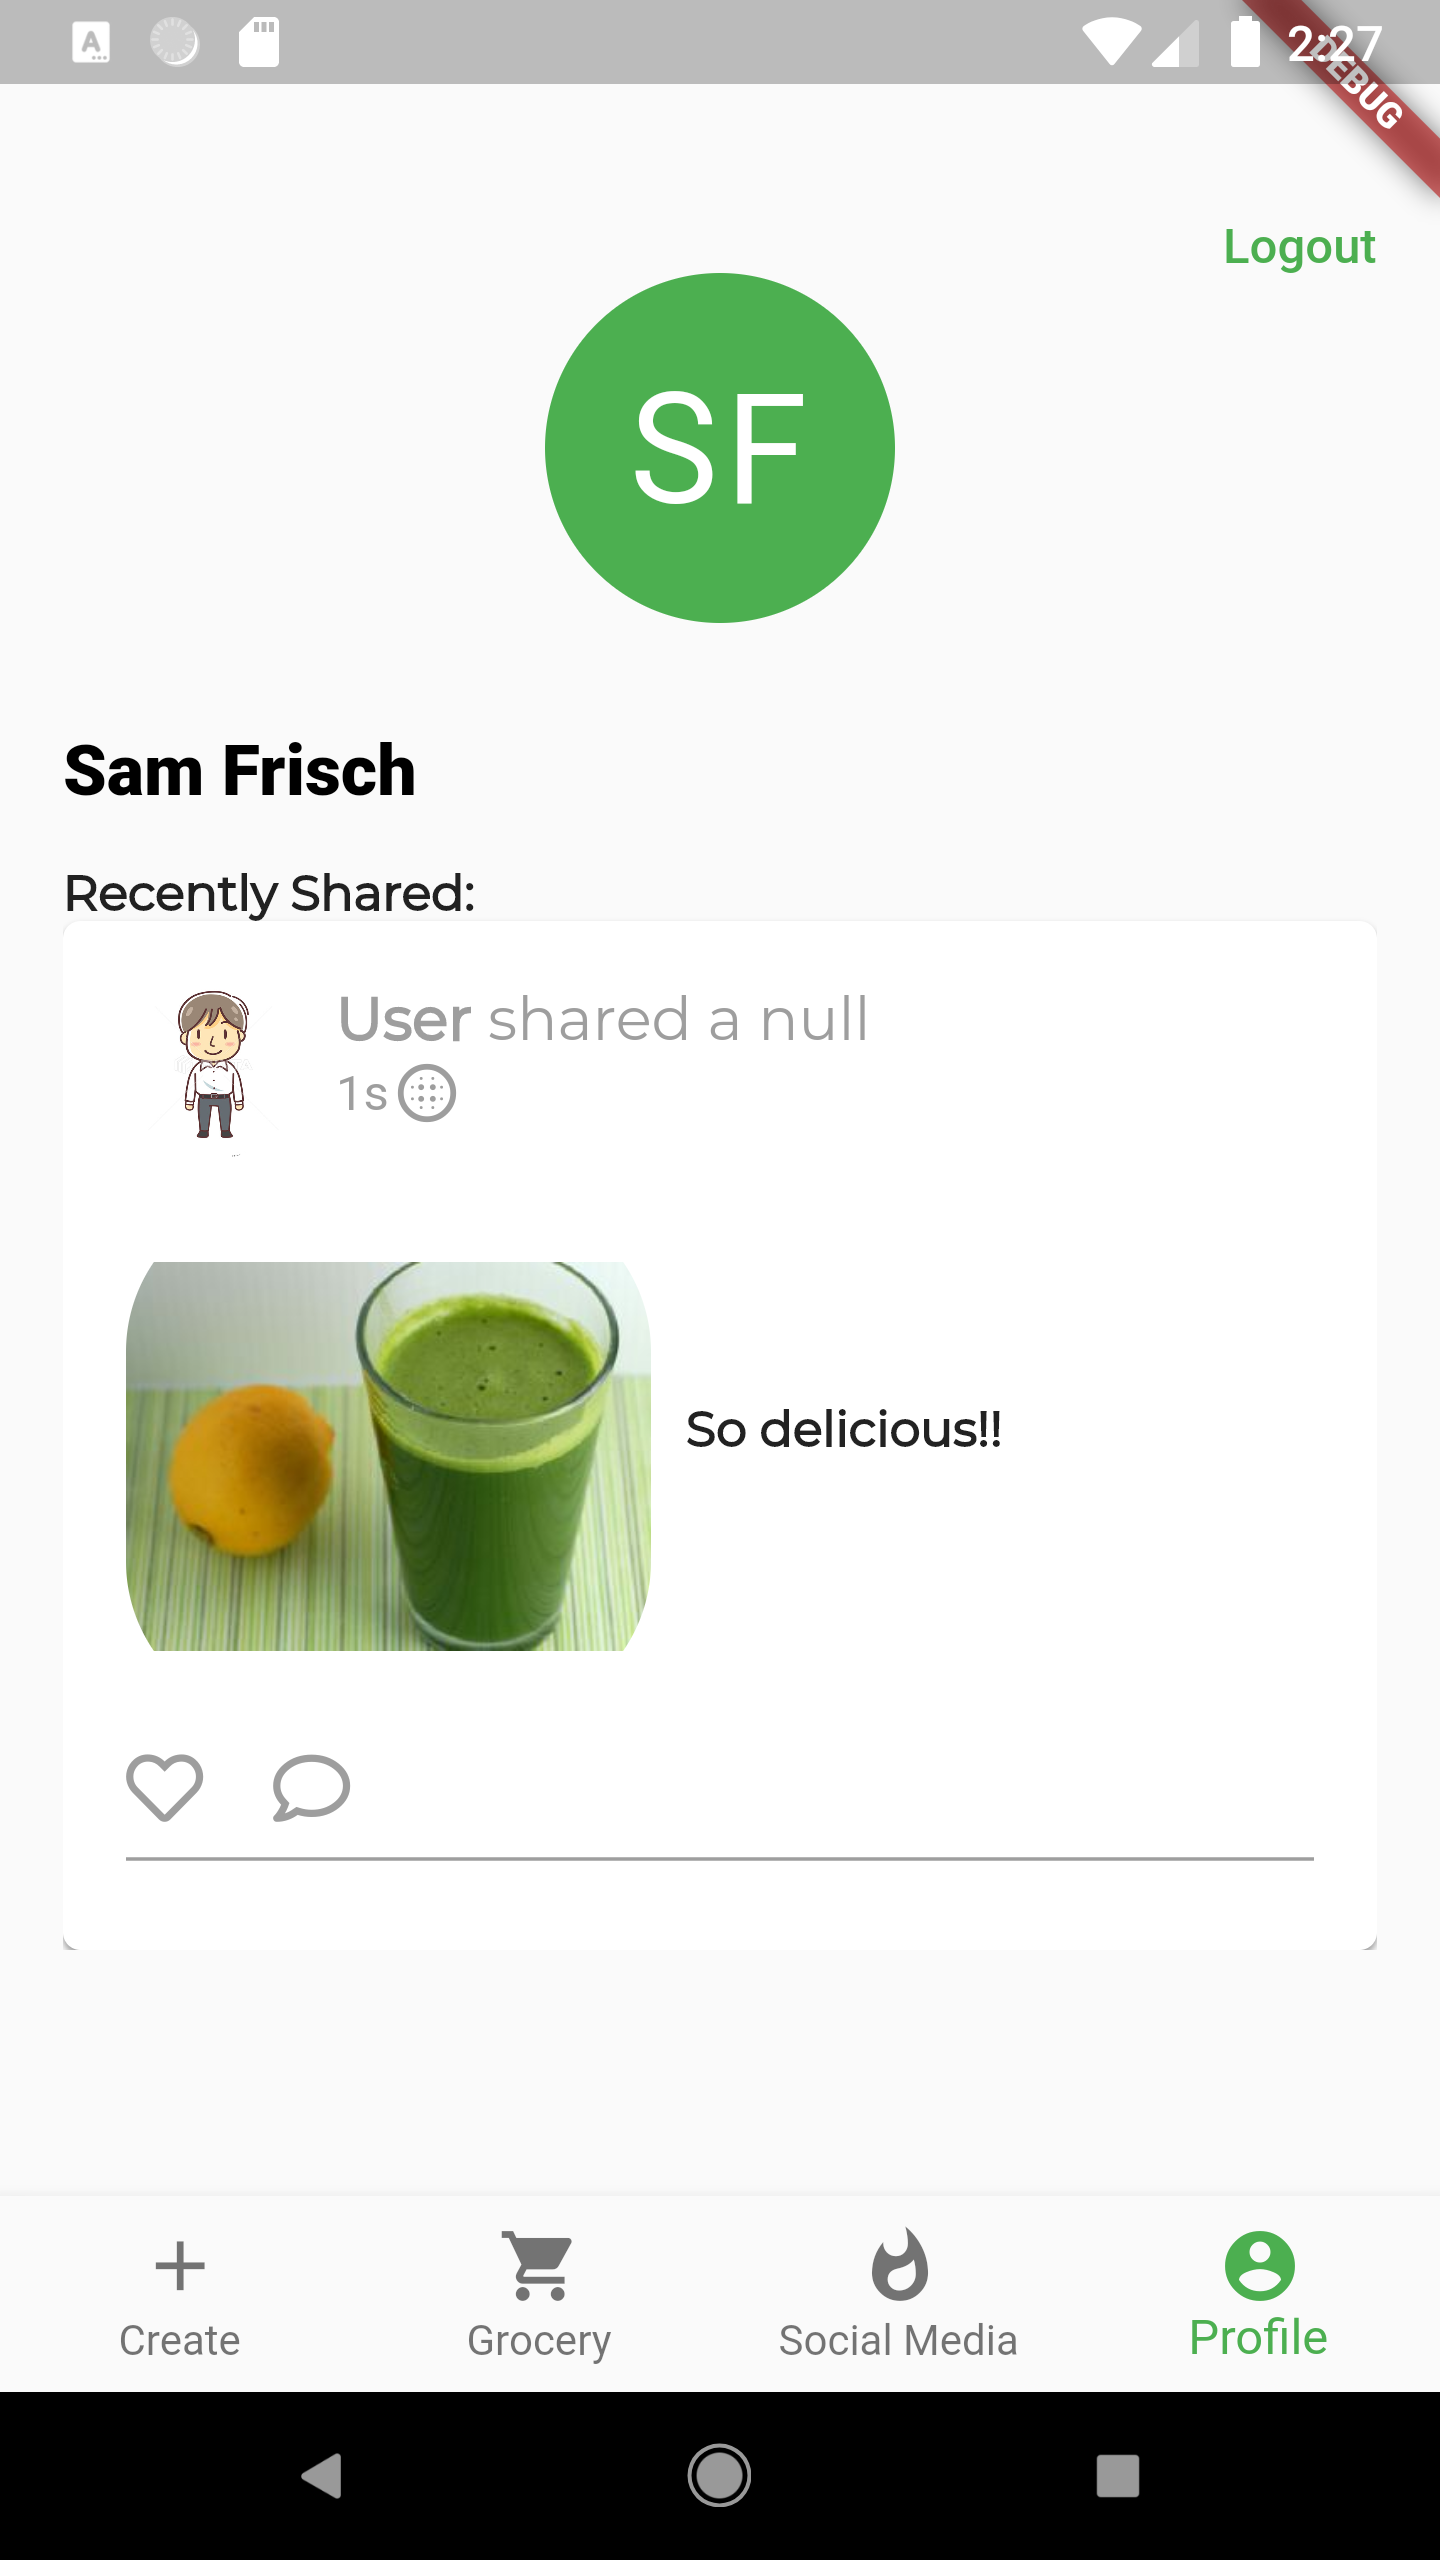 A
2:27
DEBUG
Logout
SF
Sam Frisch
Recently Shared:
User shared a null
1s
So delicious!!
Create
Grocery
Social Media
Profile